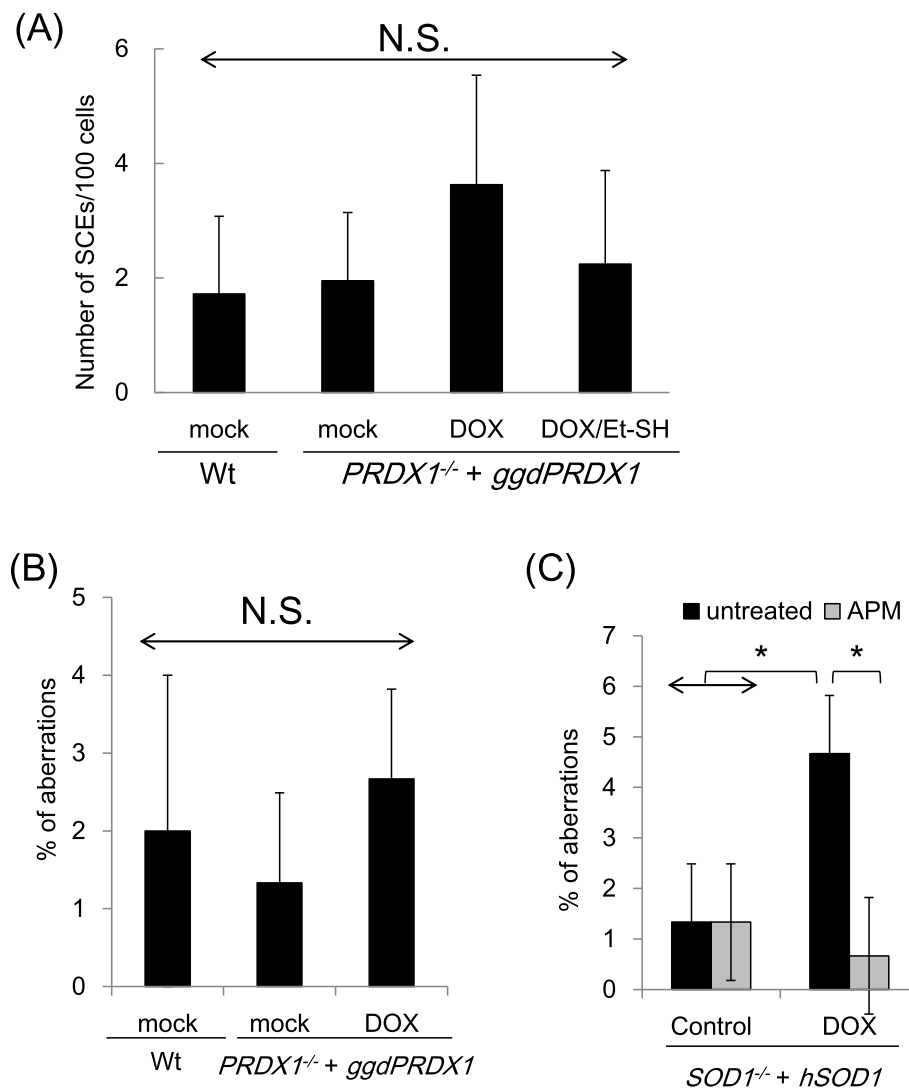 (A)
N.S.
6
4
2
0
Number of SCEs/100 cells
mock mock DOX DOX/Et-SH
Wt PRDX1-/- + ggdPRDX1
(B)
N.S.
5
4
3
2
1
0
% of aberrations
mock mock DOX
Wt PRDX1-/- + ggdPRDX1
(C)
untreated APM
7
6
5
4
3
2
1
0
* *
% of aberrations
Control DOX
SOD1-/- + hSOD1